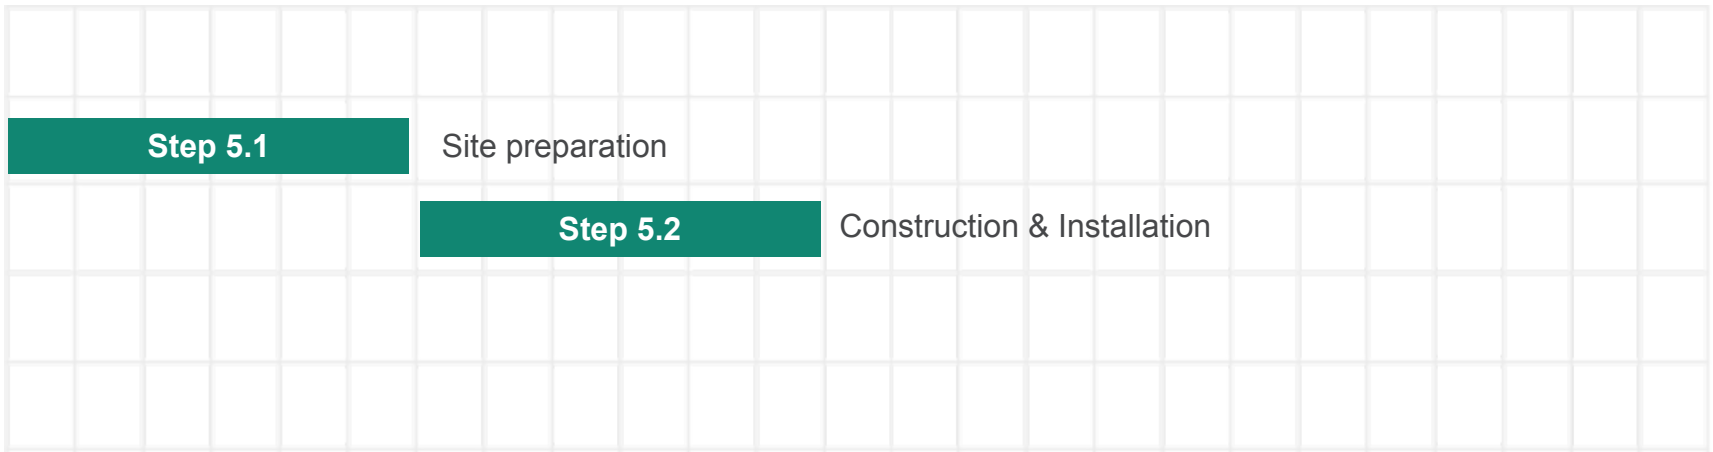 Step 5.1 Site preparation
Step 5.2 Construction & Installation